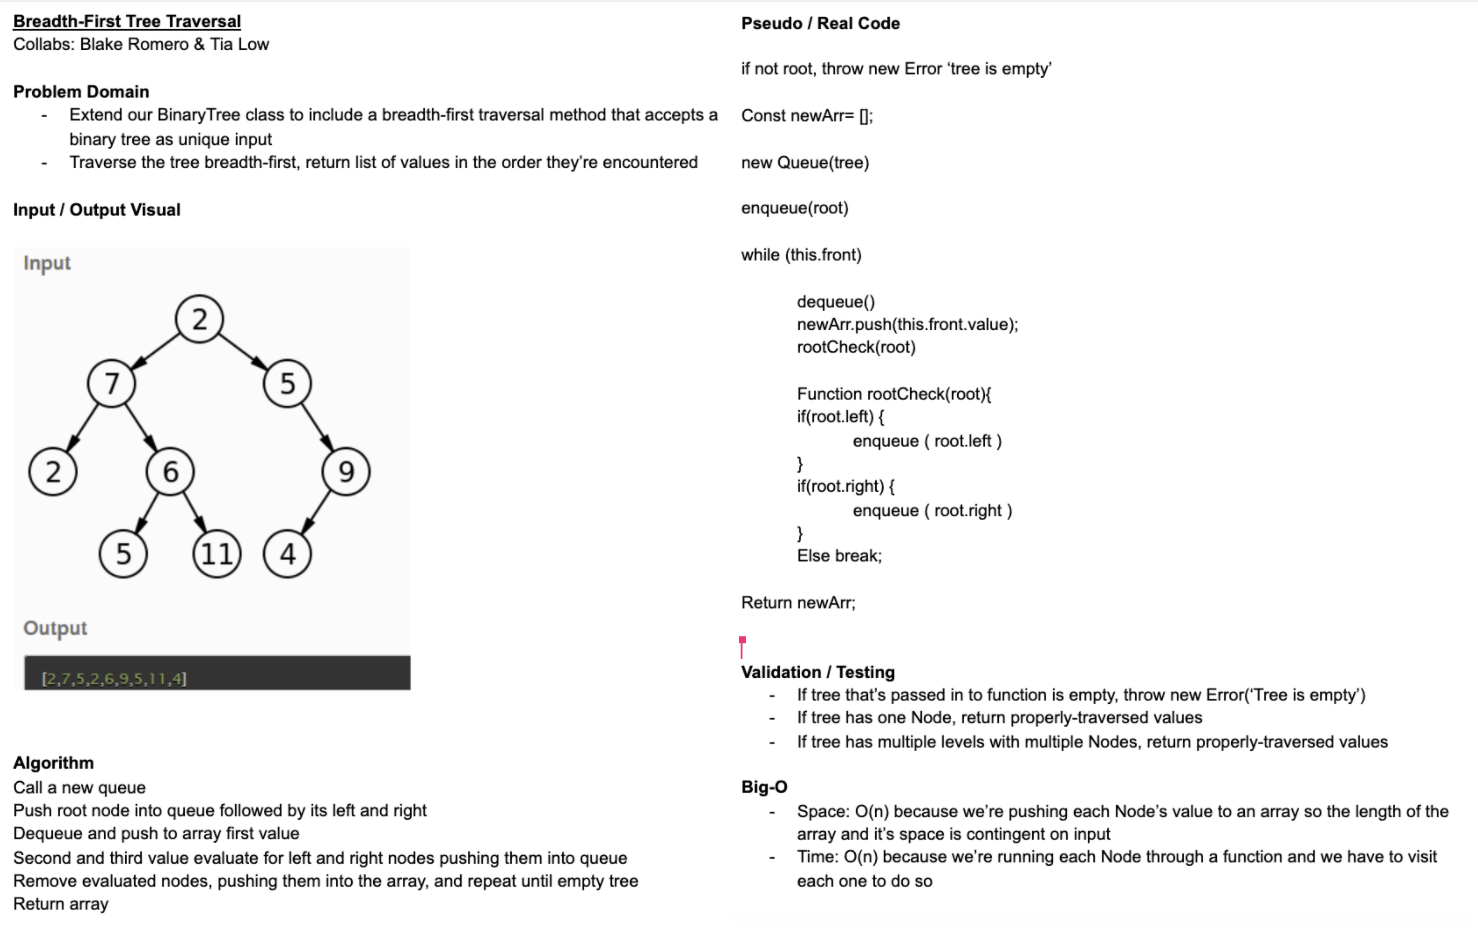 Breadth-First Tree Traversal
Collabs: Blake Romero & Tia Low
Problem Domain
- Extend our BinaryTree class to include a breadth-first traversal method that accepts a
binary tree as unique input
- Traverse the tree breadth-first, return list of values in the order they're encountered
Input / Output Visual
Input
2
7 5
2 6 9
5 11 4
Output
[2,7,5,2,6,9,5,11,4]
Algorithm
Call a new queue
Push root node into queue followed by its left and right
Dequeue and push to array first value
Second and third value evaluate for left and right nodes pushing them into queue
Remove evaluated nodes, pushing them into the array, and repeat until empty tree
Return array
Pseudo / Real Code
if not root, throw new Error ‘tree is empty’
Const newArr= [];
new Queue(tree)
enqueue(root)
while (this.front)
dequeue()
newArr.push(this.front.value);
rootCheck(root)
Function rootCheck(root){
if(root.left) {
enqueue ( root.left )
}
if(root.right) {
enqueue ( root.right )
}
Else break;
Return newArr;
Validation / Testing
- If tree that's passed in to function is empty, throw new Error(‘Tree is empty’)
- If tree has one Node, return properly-traversed values
- If tree has multiple levels with multiple Nodes, return properly-traversed values
Big-O
- Space: O(n) because we're pushing each Node's value to an array so the length of the
array and it's space is contingent on input
- Time: O(n) because we're running each Node through a function and we have to visit
each one to do so